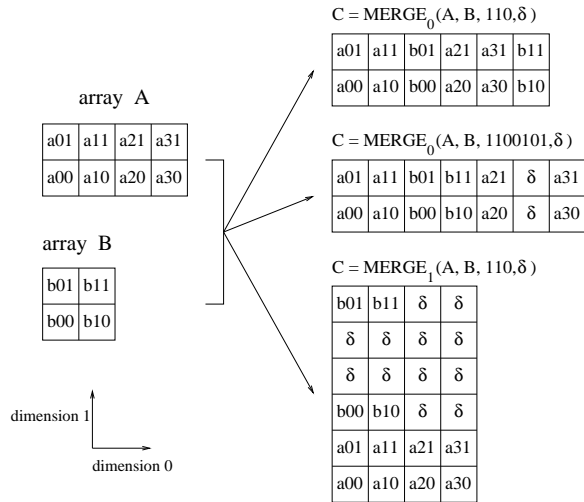 array A
a01 a11 a21 a31
a00 a10 a20 a30
array B
b01 b11
b00 b10
dimension 1
dimension 0
C = MERGE0(A, B, 110,δ)
a01 a11 b01 a21 a31 b11
a00 a10 b00 a20 a30 b10
C = MERGE0(A, B, 1100101,δ)
a01 a11 b01 b11 a21 δ a31
a00 a10 b00 b10 a20 δ a30
C = MERGE1(A, B, 110,δ)
b01 b11 δ δ
δ δ δ δ
δ δ δ δ
b00 b10 δ δ
a01 a11 a21 a31
a00 a10 a20 a30